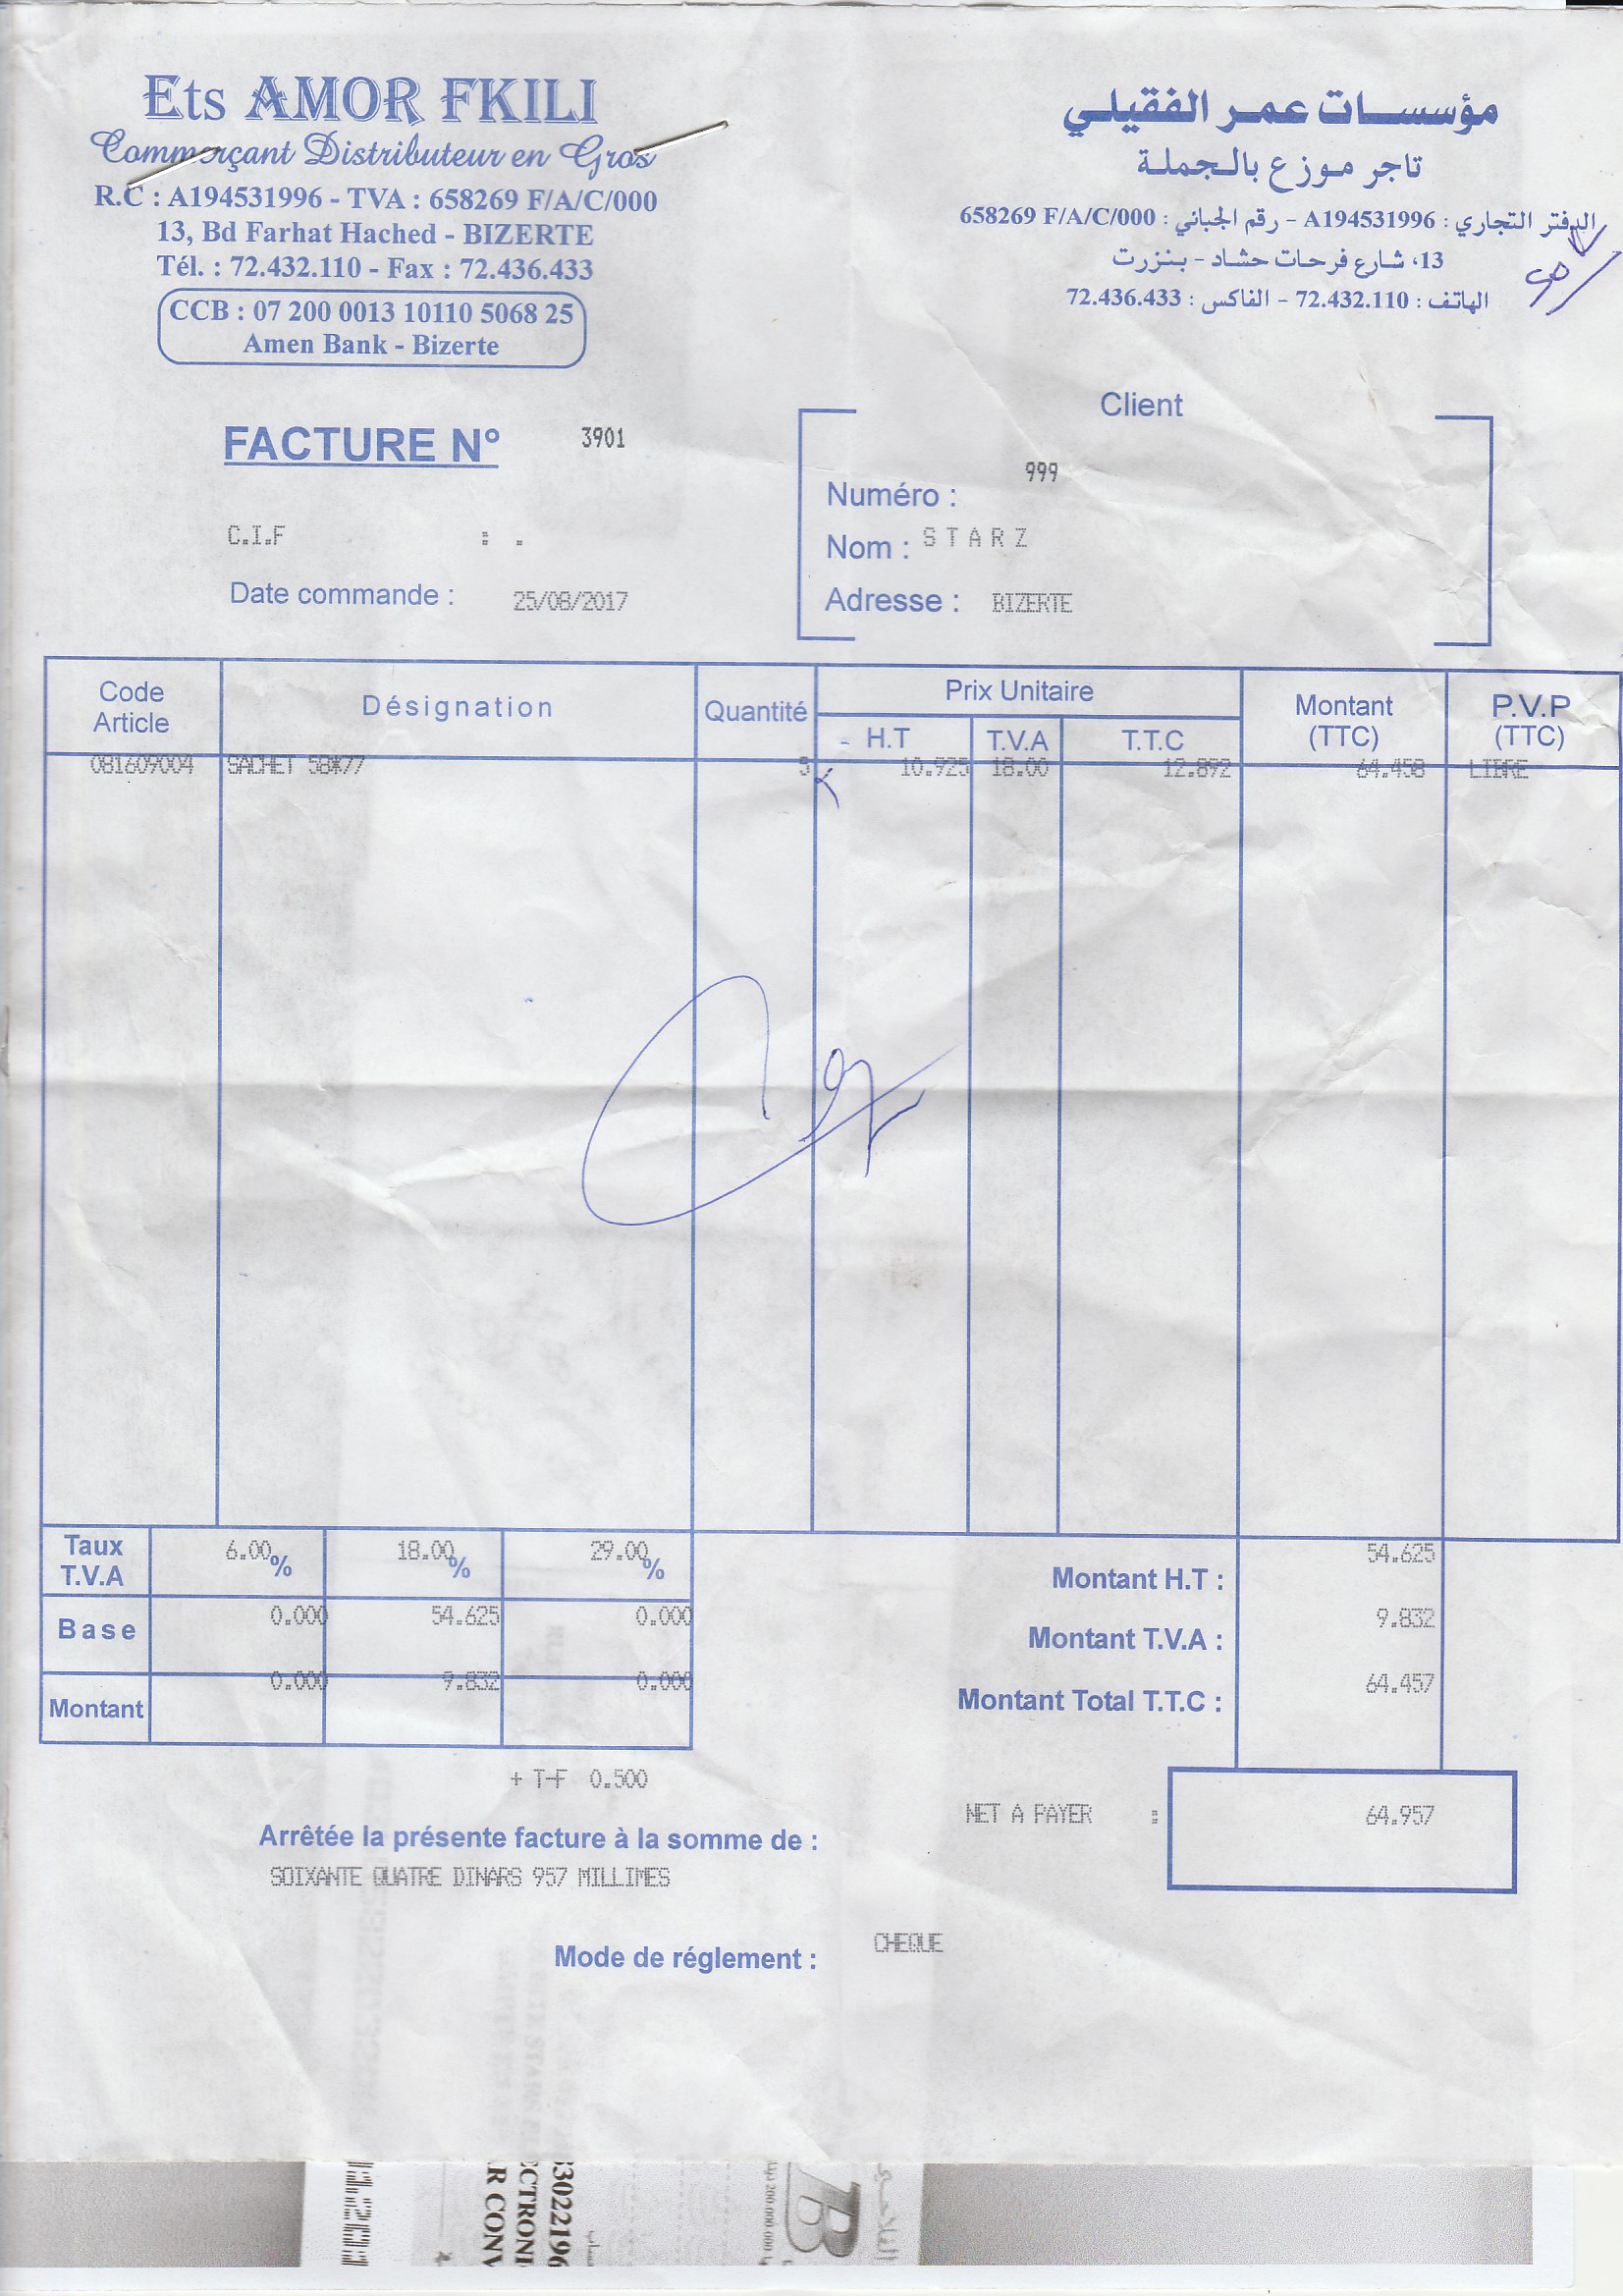 Ets AMOR FKILI
Commerçant Distributeur en Gros
R.C : A194531996 - TVA : 658269 F/A/C/000
13, Bd Farhat Hached - BIZERTE
Tél. : 72.432.110 - Fax : 72.436.433
CCB : 07 200 0013 10110 5068 25
Amen Bank - Bizerte
مؤسسات عمر الفقيلي
تاجر موزع بالجملة
الدفتر التجاري : A194531996 - رقم الجبائي : 658269 F/A/C/000
13، شارع فرحات حشاد - بنزرت
الهاتف : 72.432.110 - الفاكس : 72.436.433
FACTURE N° 3901
C.I.F : .
Date commande : 25/08/2017
Client
Numéro : 999
Nom : STARZ
Adresse : BIZERTE
Code Article Désignation Quantité Prix Unitaire Montant (TTC) P.V.P (TTC)
- H.T T.V.A T.T.C
081609004 SACHET 58*77 5 10.925 18.00 12.892 64.458 LIBRE
Taux T.V.A 6.00% 18.00% 29.00%
Base 0.000 54.625 0.000
Montant 0.000 9.832 0.000
Montant H.T : 54.625
Montant T.V.A : 9.832
Montant Total T.T.C : 64.457
+ T-F 0.500
NET A PAYER : 64.957
Arrêtée la présente facture à la somme de :
SOIXANTE QUATRE DINARS 957 MILLIMES
Mode de réglement : CHEQUE
33022196
CTRONI
R CONV
B